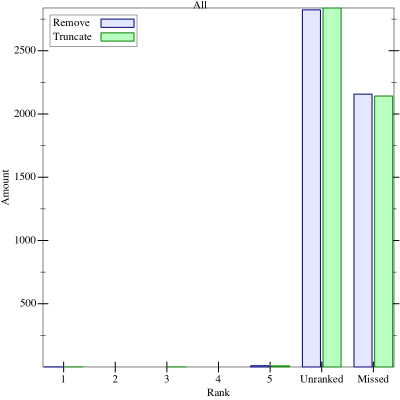 All
Remove
Truncate
2500
2000
1500
1000
500
Amount
1 2 3 4 5 Unranked Missed
Rank